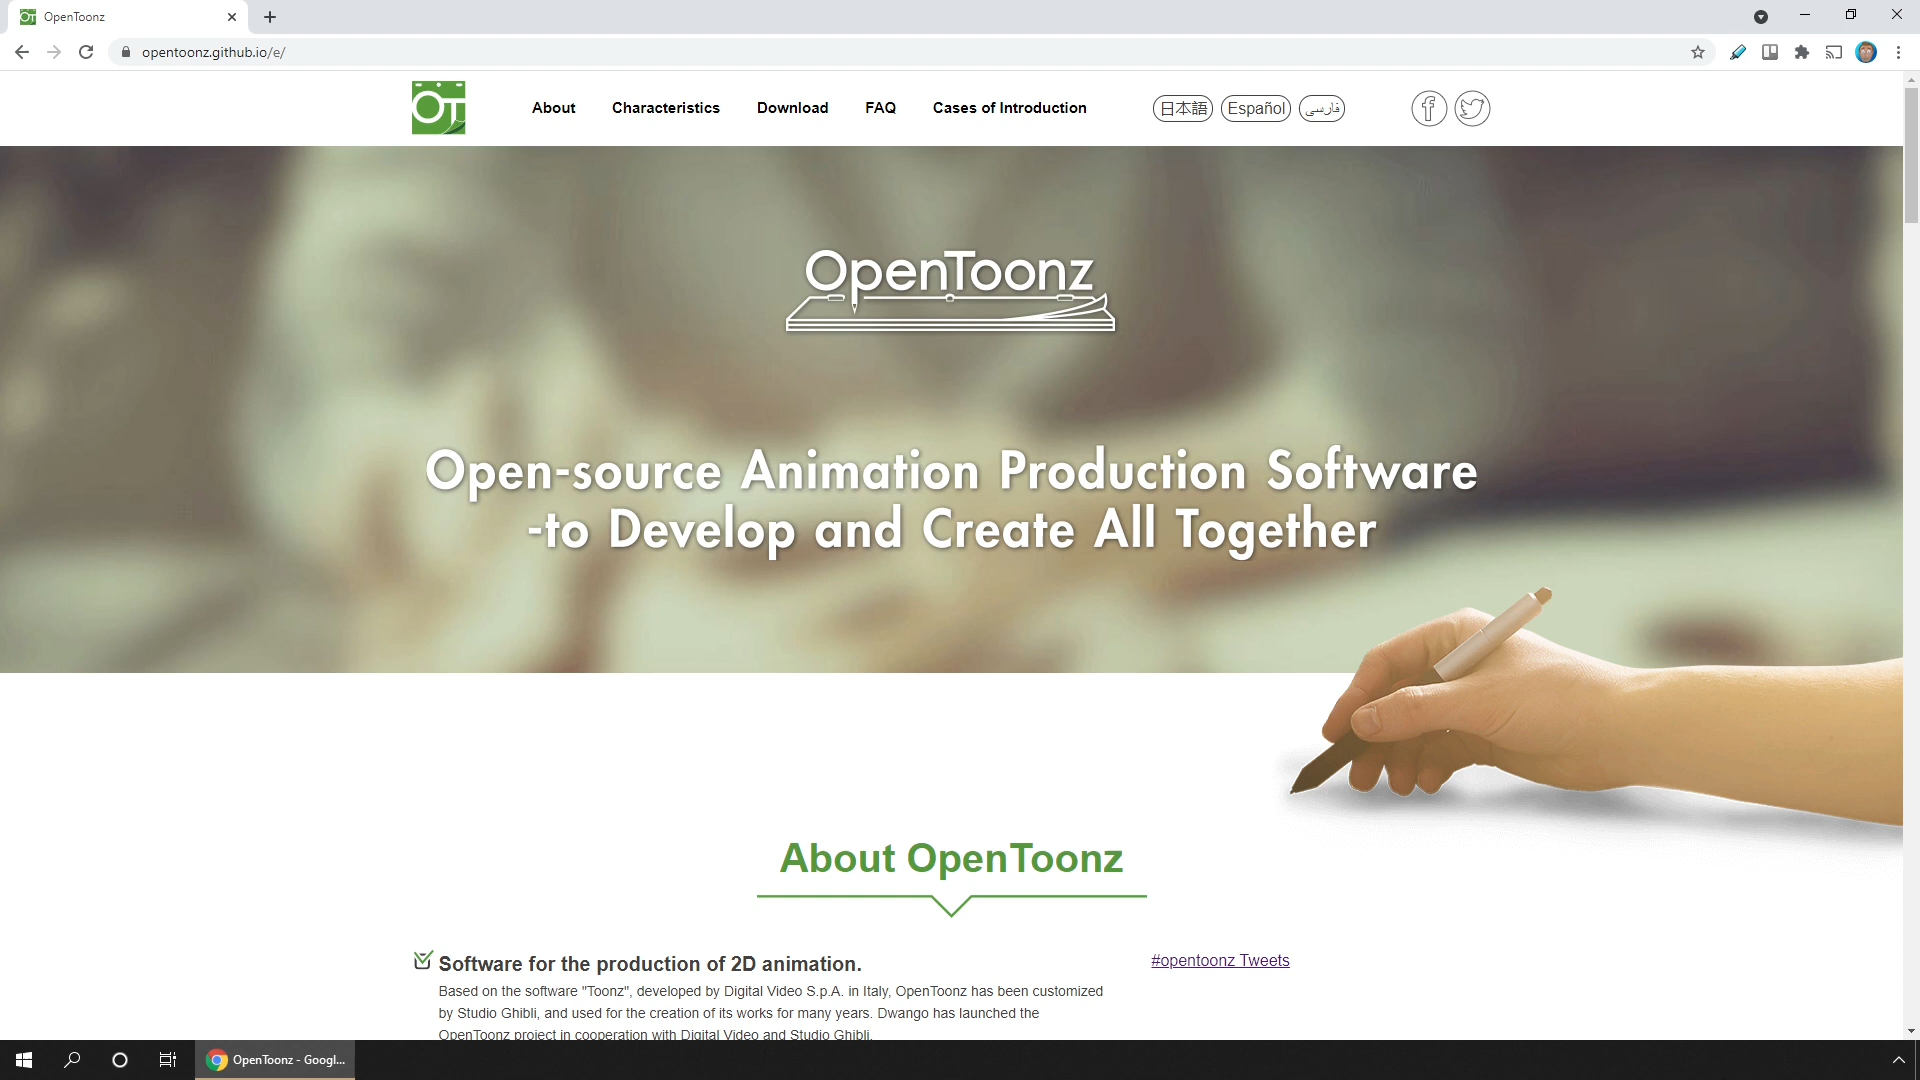 OpenToonz
opentoonz.github.io/e/
OT
About
Characteristics
Download
FAQ
Cases of Introduction
日本語
Español
فارسی
OpenToonz
Open-source Animation Production Software
-to Develop and Create All Together
About OpenToonz
Software for the production of 2D animation.
Based on the software "Toonz", developed by Digital Video S.p.A. in Italy, OpenToonz has been customized
by Studio Ghibli, and used for the creation of its works for many years. Dwango has launched the
OpenToonz project in cooperation with Digital Video and Studio Ghibli.
#opentoonz Tweets
OpenToonz - Googl...